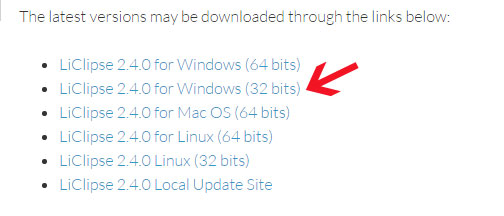 The latest versions may be downloaded through the links below:
LiClipse 2.4.0 for Windows (64 bits)
LiClipse 2.4.0 for Windows (32 bits)
LiClipse 2.4.0 for Mac OS (64 bits)
LiClipse 2.4.0 for Linux (64 bits)
LiClipse 2.4.0 Linux (32 bits)
LiClipse 2.4.0 Local Update Site